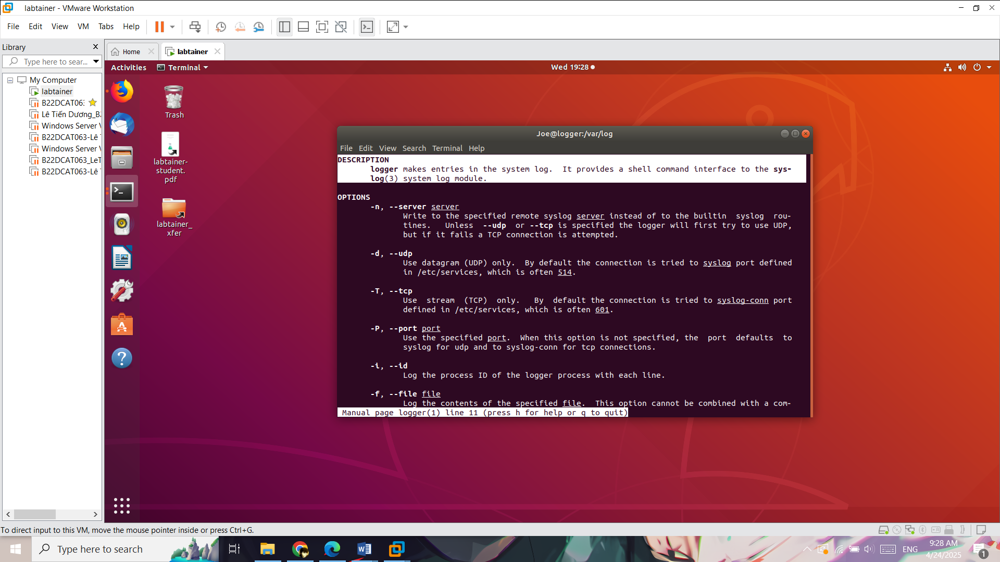 labtainer - VMware Workstation
File Edit View VM Tabs Help
Library
Type here to sear...
My Computer
labtainer
B22DCAT06:
Lê Tiến Dương_B
Windows Server
B22DCAT063-Lê
Windows Server
B22DCAT063_LeT
B22DCAT063-Lê
Home
labtainer
Activities
Terminal
Wed 19:28
Trash
labtainer-
student.
pdf
labtainer_
xfer
Joe@logger:/var/log
File Edit View Search Terminal Help
DESCRIPTION
logger makes entries in the system log. It provides a shell command interface to the sys-
log(3) system log module.
OPTIONS
-n, --server server
Write to the specified remote syslog server instead of to the builtin syslog rou-
tines. Unless --udp or --tcp is specified the logger will first try to use UDP,
but if it fails a TCP connection is attempted.
-d, --udp
Use datagram (UDP) only. By default the connection is tried to syslog port defined
in /etc/services, which is often 514.
-T, --tcp
Use stream (TCP) only. By default the connection is tried to syslog-conn port
defined in /etc/services, which is often 601.
-P, --port port
Use the specified port. When this option is not specified, the port defaults to
syslog for udp and to syslog-conn for tcp connections.
-i, --id
Log the process ID of the logger process with each line.
-f, --file file
Log the contents of the specified file. This option cannot be combined with a com-
Manual page logger(1) line 11 (press h for help or q to quit)
To direct input to this VM, move the mouse pointer inside or press Ctrl+G.
Type here to search
ENG
9:28 AM
4/24/2025
1